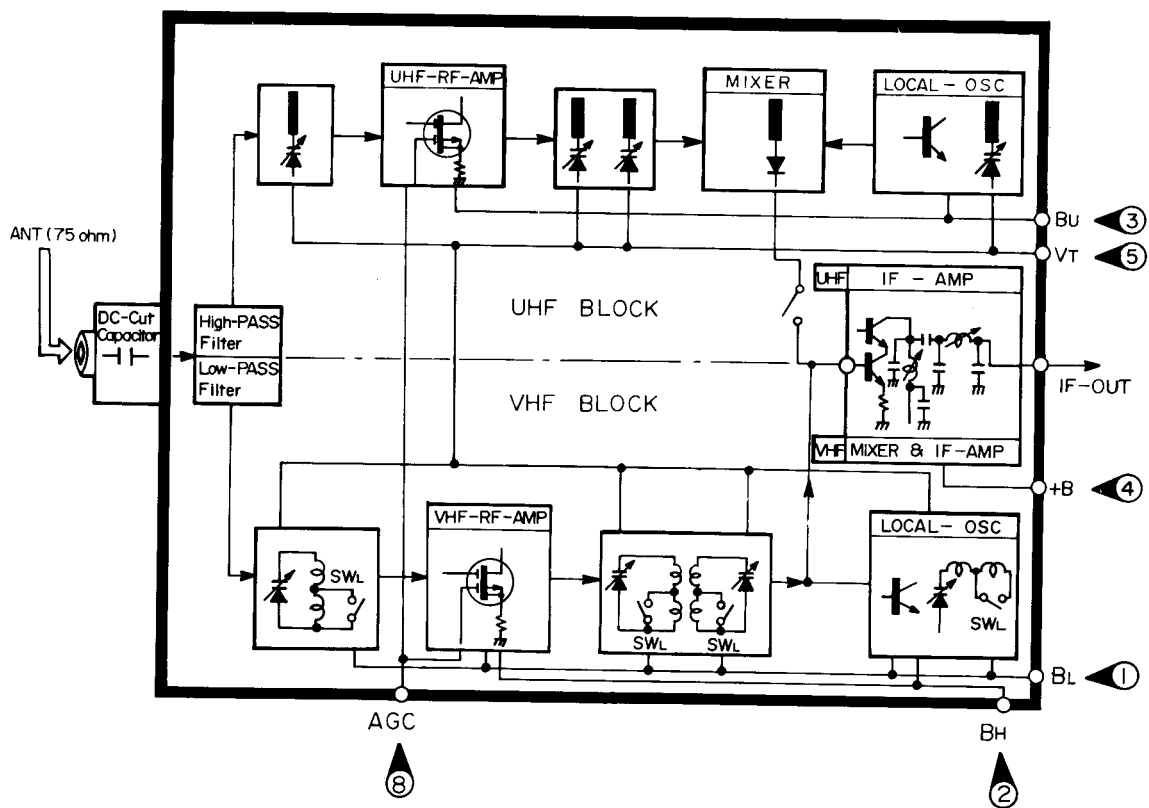 UHF-RF-AMP
MIXER
LOCAL-OSC
ANT (75 ohm)
BU
3
VT
5
DC-Cut
Capacitor
High-PASS
Filter
Low-PASS
Filter
UHF BLOCK
VHF BLOCK
UHF
IF-AMP
IF-OUT
VHF
MIXER & IF-AMP
+B
4
VHF-RF-AMP
LOCAL-OSC
SWL
SWL
SWL
SWL
BL
1
AGC
8
BH
2